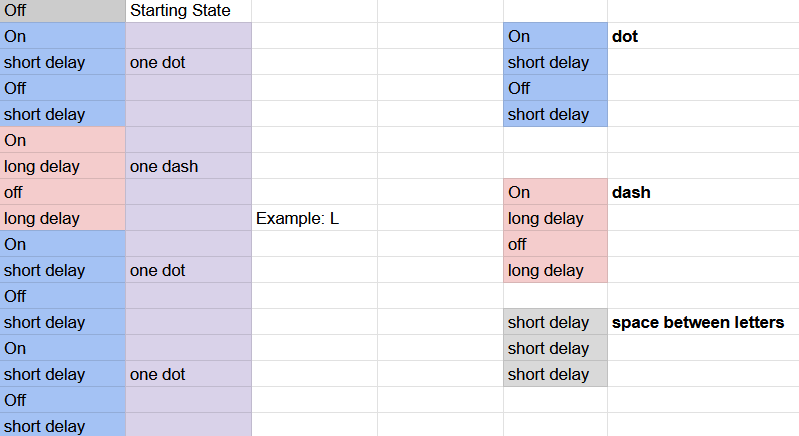 Off Starting State
On On dot
short delay one dot short delay
Off Off
short delay short delay
On
long delay one dash
off On dash
long delay Example: L long delay
On off
short delay one dot long delay
Off
short delay short delay space between letters
On short delay
short delay one dot short delay
Off
short delay